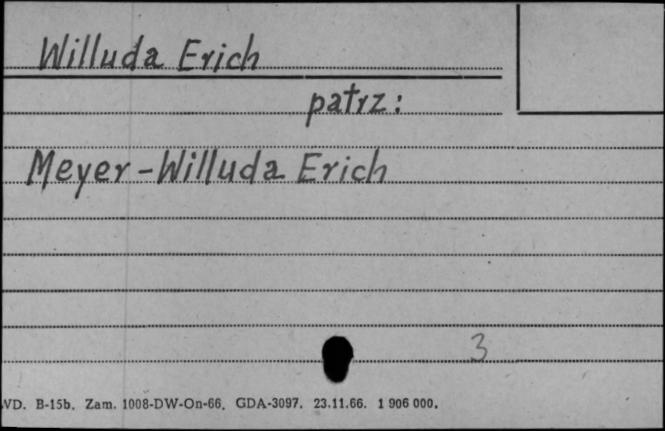 Willuda Erich
patrz:
Meyer-Willuda Erich
3
WD. B-15b. Zam. 1008-DW-On-66. GDA-3097. 23.11.66. 1 906 000.